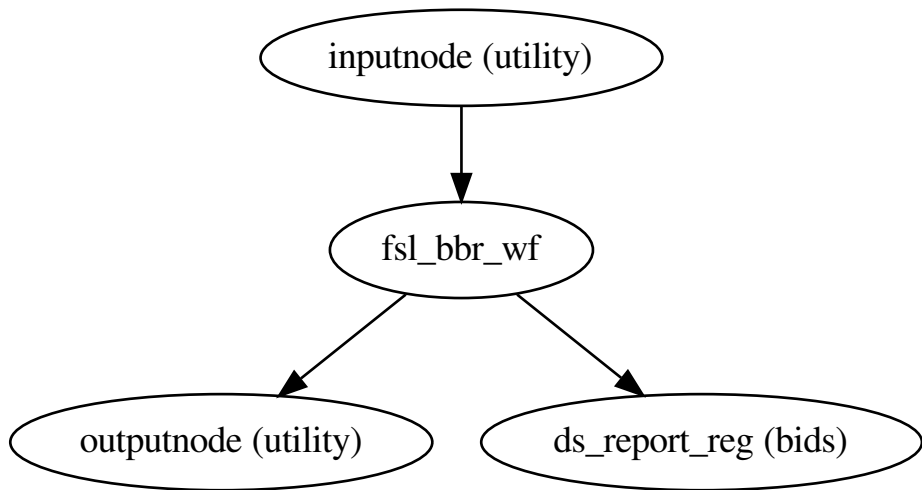 inputnode (utility)
fsl_bbr_wf
outputnode (utility)
ds_report_reg (bids)